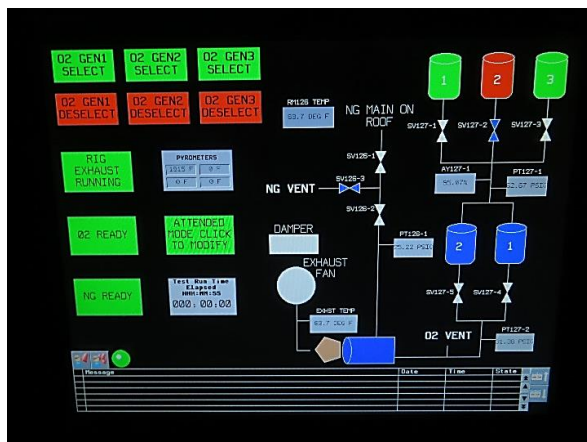 O2 GEN1
SELECT
O2 GEN2
SELECT
O2 GEN3
SELECT
O2 GEN1
DESELECT
O2 GEN2
DESELECT
O2 GEN3
DESELECT
RM126 TEMP
NG MAIN ON
ROOF
1
2
3
SV127-1
SV127-2
SV127-3
RIG
EXHAUST
RUNNING
PYROMETERS
0 F
0 F
0 F
SV126-1
NG VENT
SV126-3
SV126-2
AY127-1
PT127-1
O2 READY
ATTENDED
MODE CLICK
TO MODIFY
DAMPER
EXHAUST
FAN
PT128-1
2
1
SV127-5
SV127-4
NG READY
Test Run Time
Elapsed
HHH:MM:SS
000:00:00
EXHST TEMP
O2 VENT
PT127-2
Message
Date
Time
State